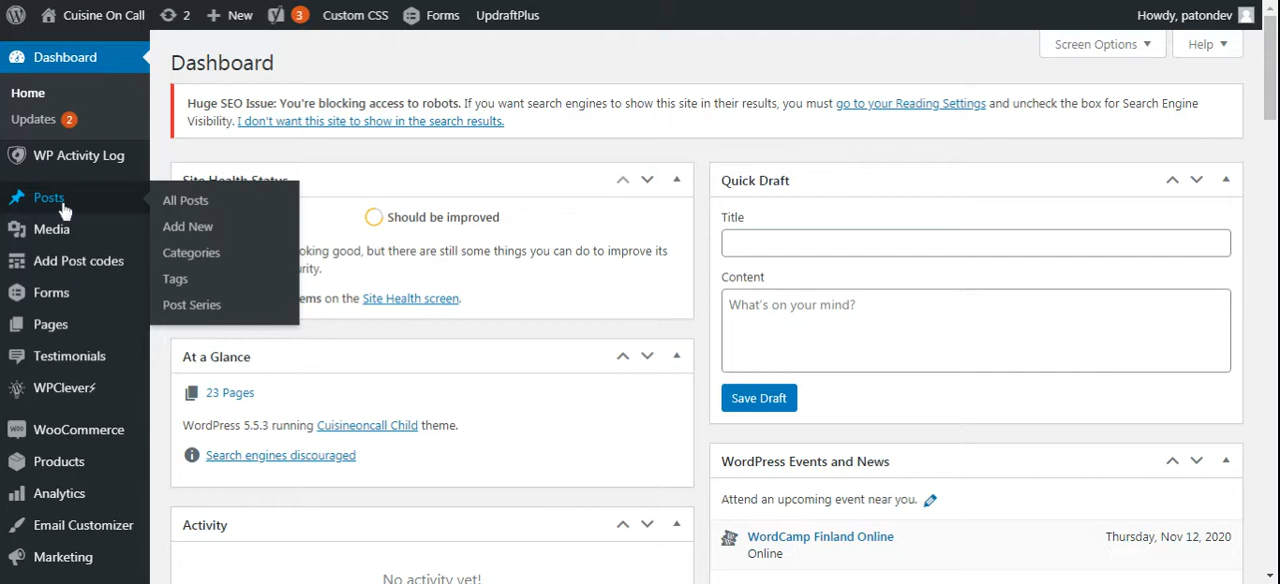 Cuisine On Call
2
New
3
Custom CSS
Forms
UpdraftPlus
Howdy, patondev
Dashboard
Home
Updates 2
WP Activity Log
Posts
Media
Add Post codes
Forms
Pages
Testimonials
WPClever⚡
WooCommerce
Products
Analytics
Email Customizer
Marketing
All Posts
Add New
Categories
Tags
Post Series
Dashboard
Screen Options
Help
Huge SEO Issue: You're blocking access to robots. If you want search engines to show this site in their results, you must go to your Reading Settings and uncheck the box for Search Engine
Visibility. I don't want this site to show in the search results.
Site Health Status
Should be improved
oking good, but there are still some things you can do to improve its
rity.
ems on the Site Health screen.
At a Glance
23 Pages
WordPress 5.5.3 running Cuisineoncall Child theme.
Search engines discouraged
Activity
No activity yet!
Quick Draft
Title
Content
What's on your mind?
Save Draft
WordPress Events and News
Attend an upcoming event near you.
WordCamp Finland Online
Online
Thursday, Nov 12, 2020